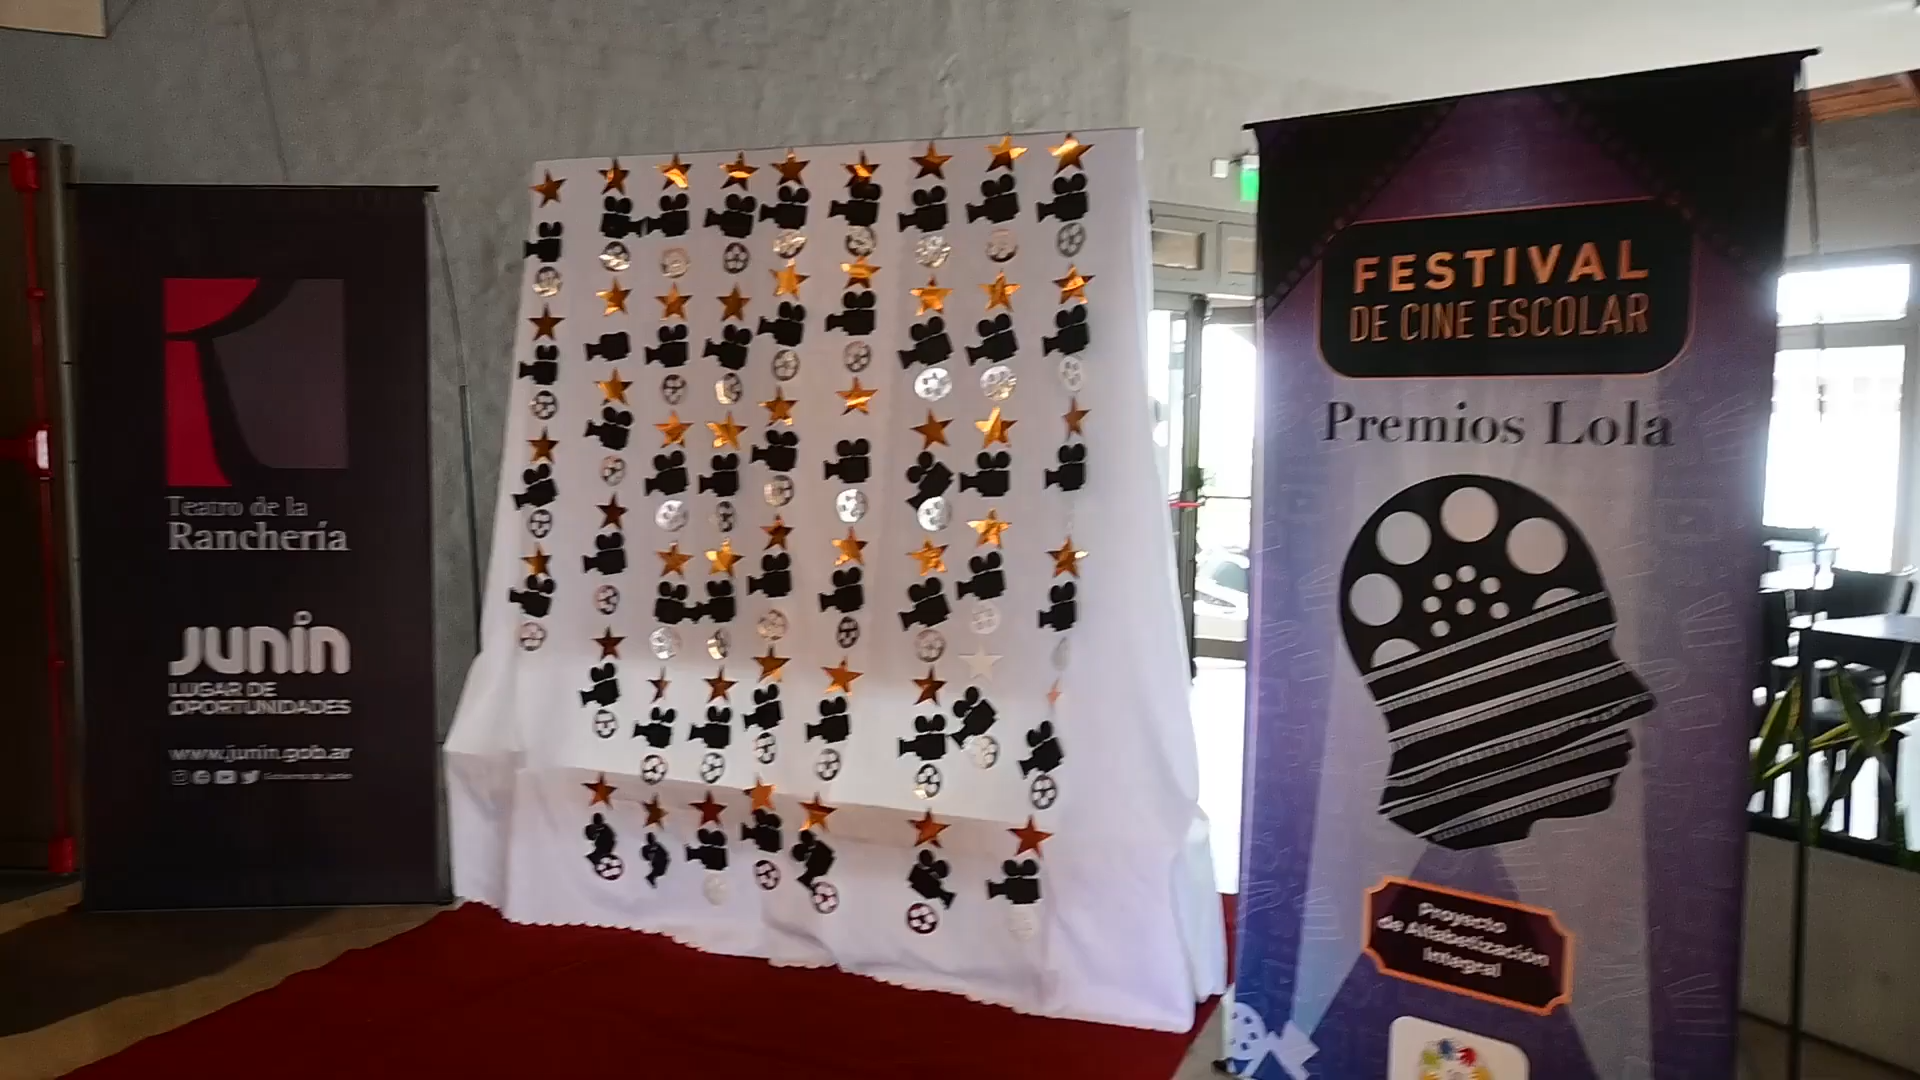 Teatro de la
Ranchería
Junín
LUGAR DE
OPORTUNIDADES
www.junin.gob.ar
FESTIVAL
DE CINE ESCOLAR
Premios Lola
Proyecto
de Alfabetización
Integral